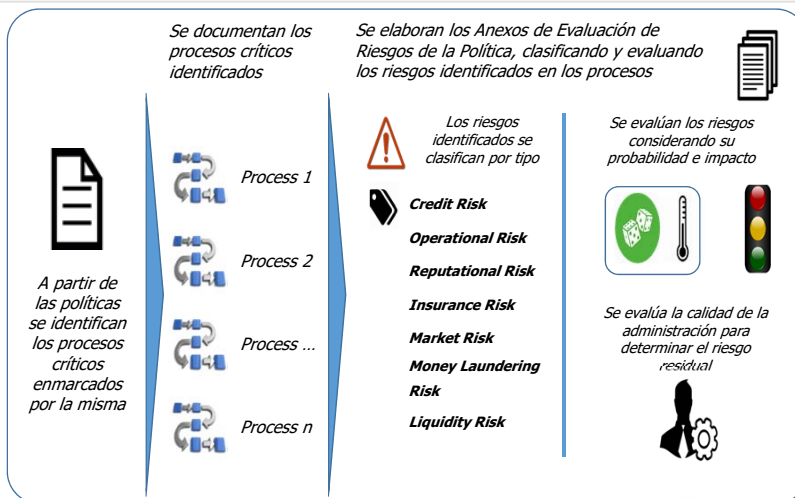 Se documentan los
procesos críticos
identificados
Se elaboran los Anexos de Evaluación de
Riesgos de la Política, clasificando y evaluando
los riesgos identificados en los procesos
A partir de
las políticas
se identifican
los procesos
críticos
enmarcados
por la misma
Process 1
Process 2
Process ...
Process n
Los riesgos
identificados se
clasifican por tipo
Credit Risk
Operational Risk
Reputational Risk
Insurance Risk
Market Risk
Money Laundering
Risk
Liquidity Risk
Se evalúan los riesgos
considerando su
probabilidad e impacto
Se evalúa la calidad de la
administración para
determinar el riesgo
residual